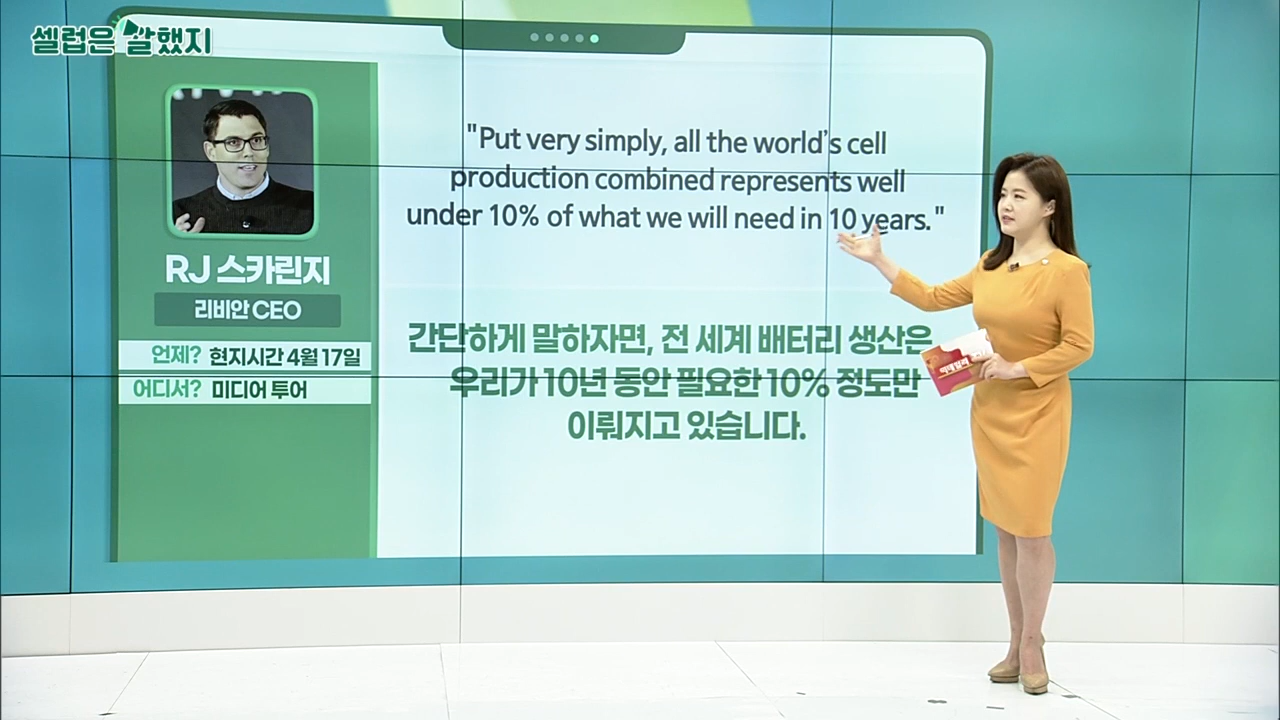 셀럽은 말했지
"Put very simply, all the world's cell
production combined represents well
under 10% of what we will need in 10 years."
RJ 스카린지
리비안 CEO
언제? 현지시간 4월 17일
어디서? 미디어 투어
간단하게 말하자면, 전 세계 배터리 생산은
우리가 10년 동안 필요한 10% 정도만
이뤄지고 있습니다.
이데일리